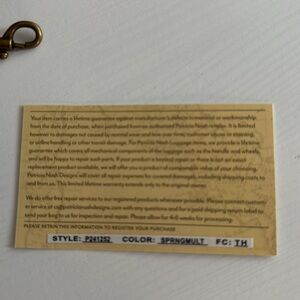 Your item carries a lifetime guarantee against manufacturer's defects in material or workmanship
from the date of purchase, when purchased from an authorized Patricia Nash retailer. It is limited
however to damages not caused by normal wear and tear over time, customer abuse in staining,
or airline handling or other travel damage. For Patricia Nash Luggage items, we provide a lifetime
guarantee which covers all mechanical components of the luggage such as the handle and wheels,
and will be happy to repair such parts. If your product is beyond repair or there is not an exact
replacement product available, we will offer you a product of comparable value of your choosing.
Patricia Nash Designs will cover all repair expenses for covered damages, including shipping costs
to and from us. This limited lifetime warranty extends only to the original owner.
We do offer free repair services to our registered products whenever possible. Please contact
service at cs@patricianashdesigns.com with any questions and for a paid shipping return label to
send your bag to us for inspection and repair. Please allow for 4-6 weeks for processing.
PLEASE RETAIN THIS INFORMATION TO REGISTER YOUR PURCHASE
STYLE: P241252 COLOR: SPRNGMULT FC: TH